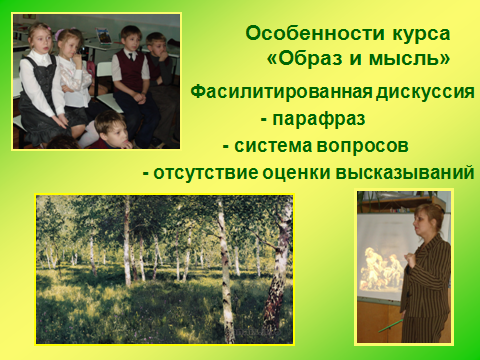 Особенности курса
«Образ и мысль»
Фасилитированная дискуссия
- парафраз
- система вопросов
- отсутствие оценки высказываний